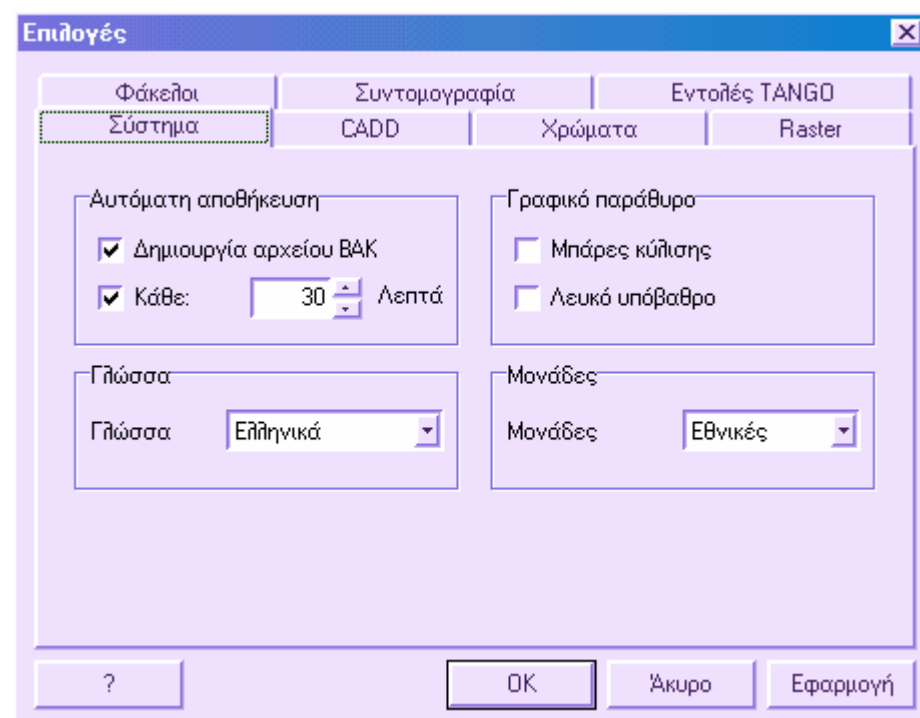 Επιλογές
Φάκελοι Συντομογραφία Εντολές TANGO
Σύστημα CADD Χρώματα Raster
Αυτόματη αποθήκευση
Δημιουργία αρχείου BAK
Κάθε: 30 Λεπτά
Γραφικό παράθυρο
Μπάρες κύλισης
Λευκό υπόβαθρο
Γλώσσα
Γλώσσα Ελληνικά
Μονάδες
Μονάδες Εθνικές
? OK Άκυρο Εφαρμογή